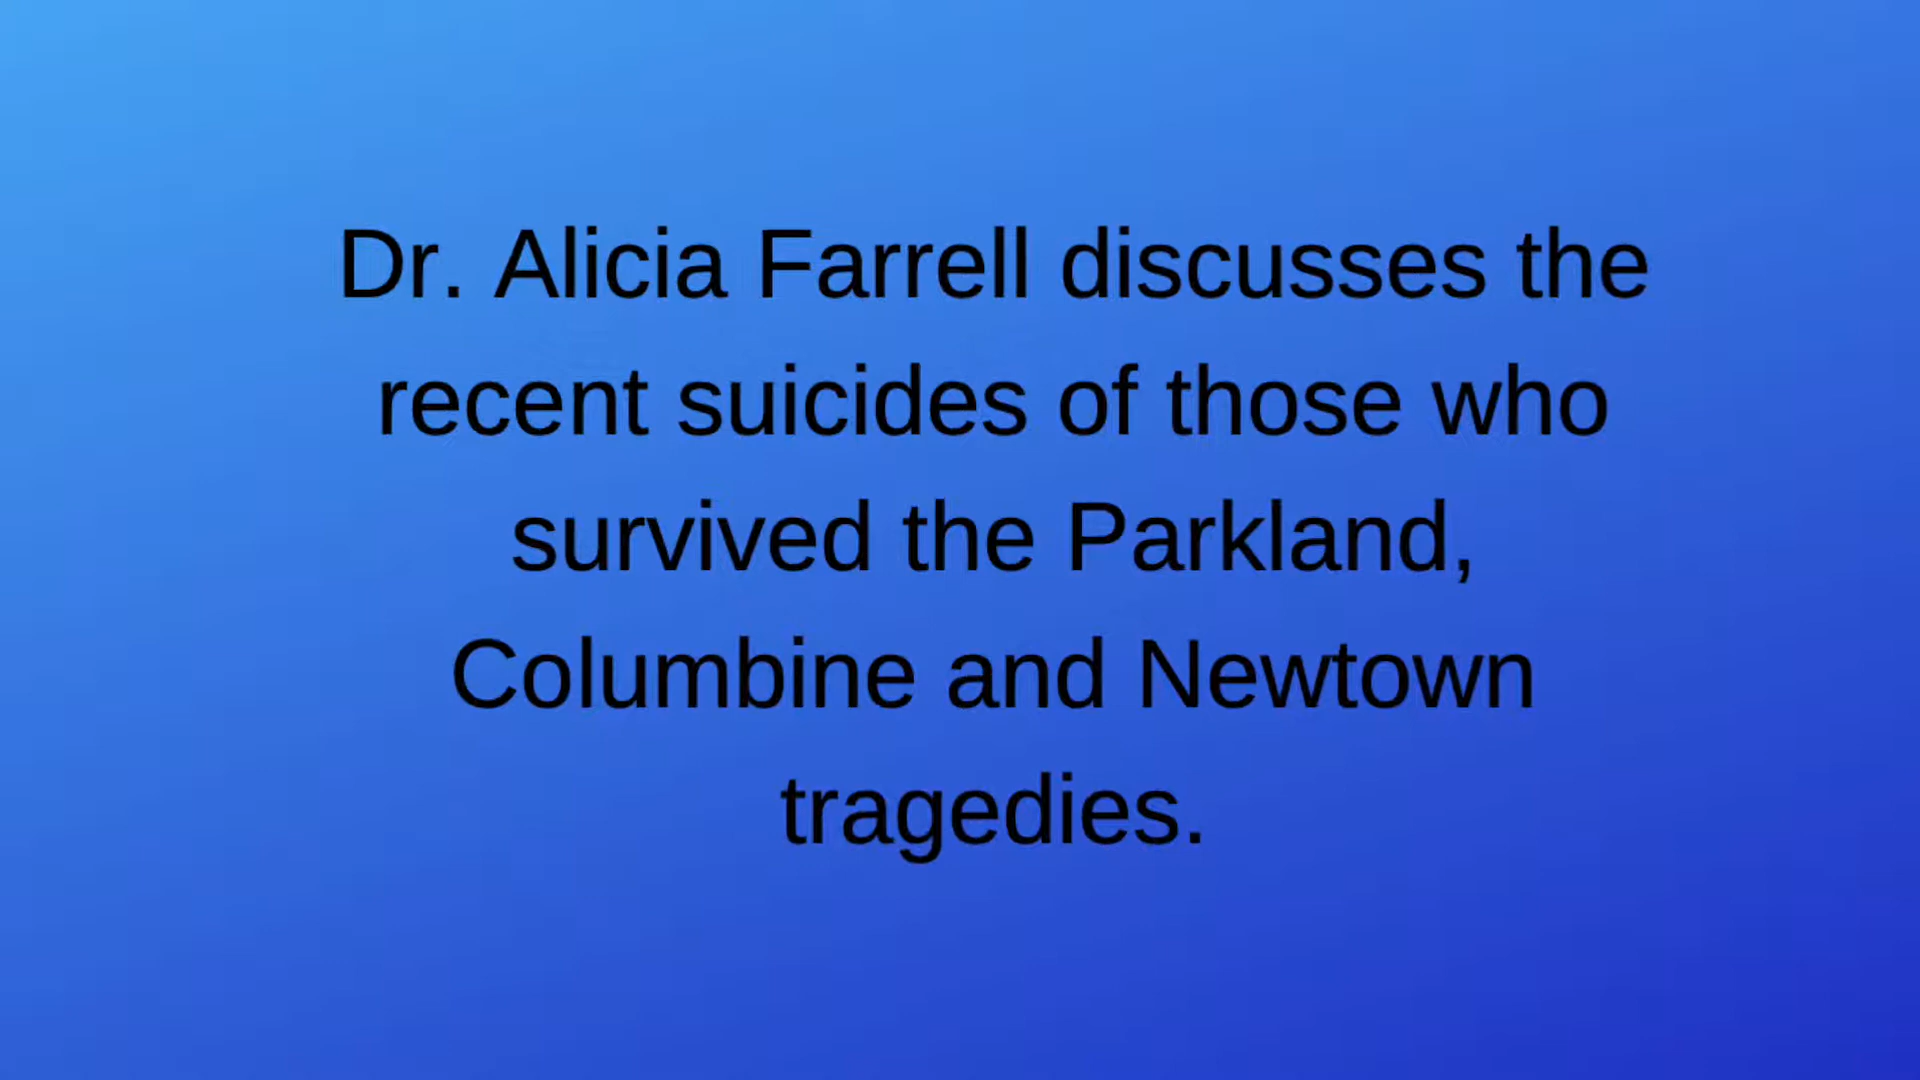 Dr. Alicia Farrell discusses the
recent suicides of those who
survived the Parkland,
Columbine and Newtown
tragedies.